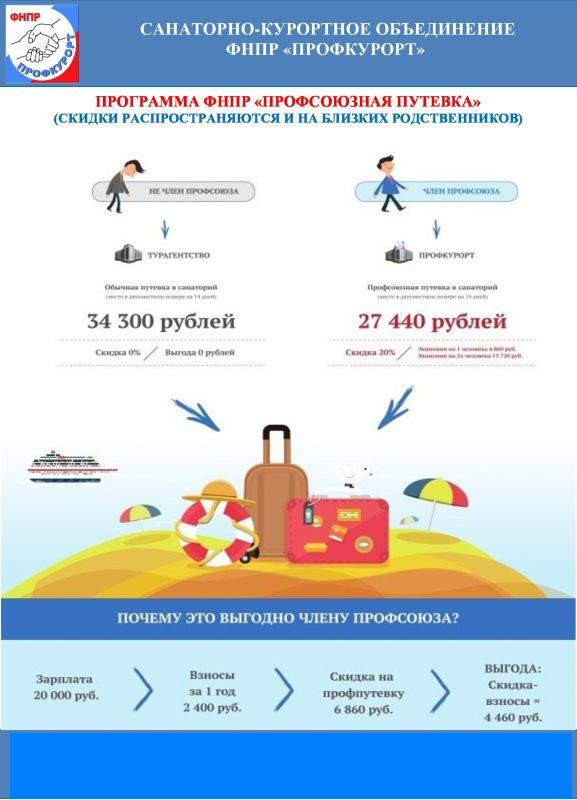 ФНПР
ПРОФКУРОРТ
САНАТОРНО-КУРОРТНОЕ ОБЪЕДИНЕНИЕ
ФНПР «ПРОФКУРОРТ»
ПРОГРАММА ФНПР «ПРОФСОЮЗНАЯ ПУТЕВКА»
(СКИДКИ РАСПРОСТРАНЯЮТСЯ И НА БЛИЗКИХ РОДСТВЕННИКОВ)
НЕ ЧЛЕН ПРОФСОЮЗА
ЧЛЕН ПРОФСОЮЗА
ТУРАГЕНТСТВО
ПРОФКУРОРТ
Обычная путевка в санаторий
(место в двухместном номере на 14 дней)
34 300 рублей
Скидка 0% / Выгода 0 рублей
Профсоюзная путевка в санаторий
(место в двухместном номере на 14 дней)
27 440 рублей
Скидка 20% / Экономия на 1 человека 6 860 руб.
Экономия на 2х человека 13 720 руб.
ПОЧЕМУ ЭТО ВЫГОДНО ЧЛЕНУ ПРОФСОЮЗА?
Зарплата
20 000 руб.
Взносы
за 1 год
2 400 руб.
Скидка на
профпутевку
6 860 руб.
ВЫГОДА:
Скидка-
взносы =
4 460 руб.